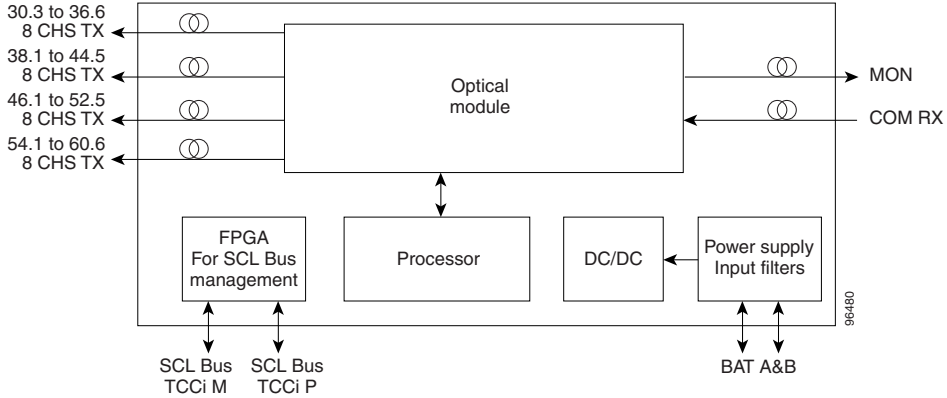 30.3 to 36.6
8 CHS TX
38.1 to 44.5
8 CHS TX
46.1 to 52.5
8 CHS TX
54.1 to 60.6
8 CHS TX
Optical
module
MON
COM RX
FPGA
For SCL Bus
management
Processor
DC/DC
Power supply
Input filters
96480
SCL Bus
TCCi M
SCL Bus
TCCi P
BAT A&B